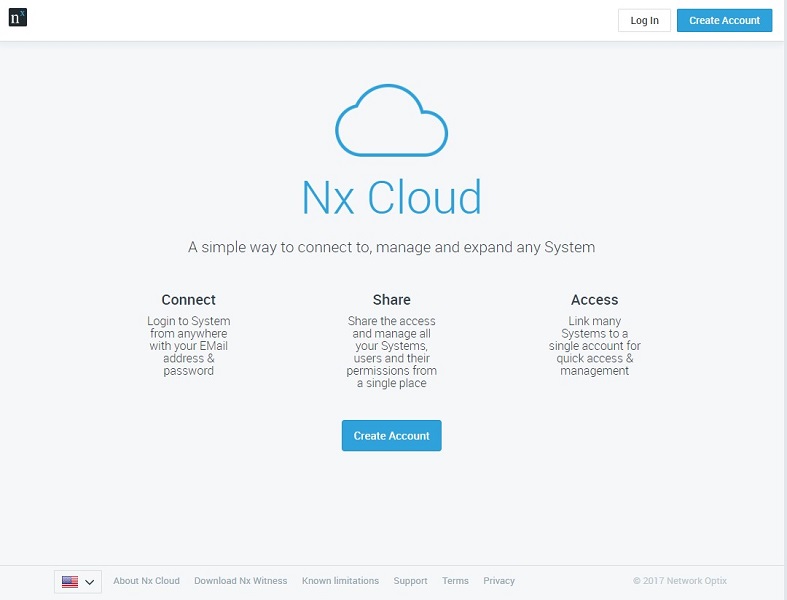 nx
Log In
Create Account
Nx Cloud
A simple way to connect to, manage and expand any System
Connect
Login to System
from anywhere
with your EMail
address &
password
Share
Share the access
and manage all
your Systems,
users and their
permissions from
a single place
Access
Link many
Systems to a
single account for
quick access &
management
Create Account
About Nx Cloud
Download Nx Witness
Known limitations
Support
Terms
Privacy
© 2017 Network Optix